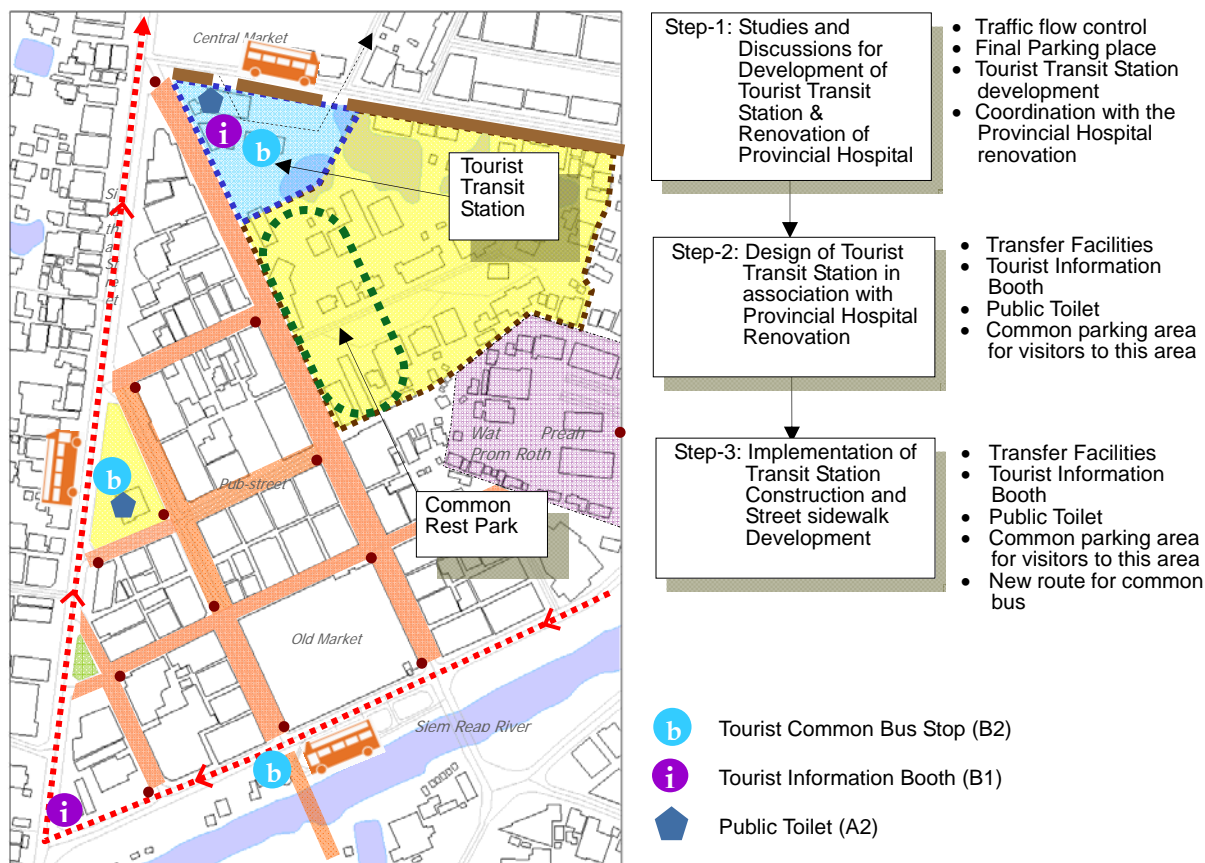 Central Market
i
b
Tourist
Transit
Station
Si
th
a
St
et
b
Pub-street
Wat Preah
Prom Roth
Common
Rest Park
Old Market
Siem Reap River
b
i
Step-1: Studies and
Discussions for
Development of
Tourist Transit
Station &
Renovation of
Provincial Hospital
• Traffic flow control
• Final Parking place
• Tourist Transit Station
development
• Coordination with the
Provincial Hospital
renovation
Step-2: Design of Tourist
Transit Station in
association with
Provincial Hospital
Renovation
• Transfer Facilities
• Tourist Information
Booth
• Public Toilet
• Common parking area
for visitors to this area
Step-3: Implementation of
Transit Station
Construction and
Street sidewalk
Development
• Transfer Facilities
• Tourist Information
Booth
• Public Toilet
• Common parking area
for visitors to this area
• New route for common
bus
b Tourist Common Bus Stop (B2)
i Tourist Information Booth (B1)
Public Toilet (A2)